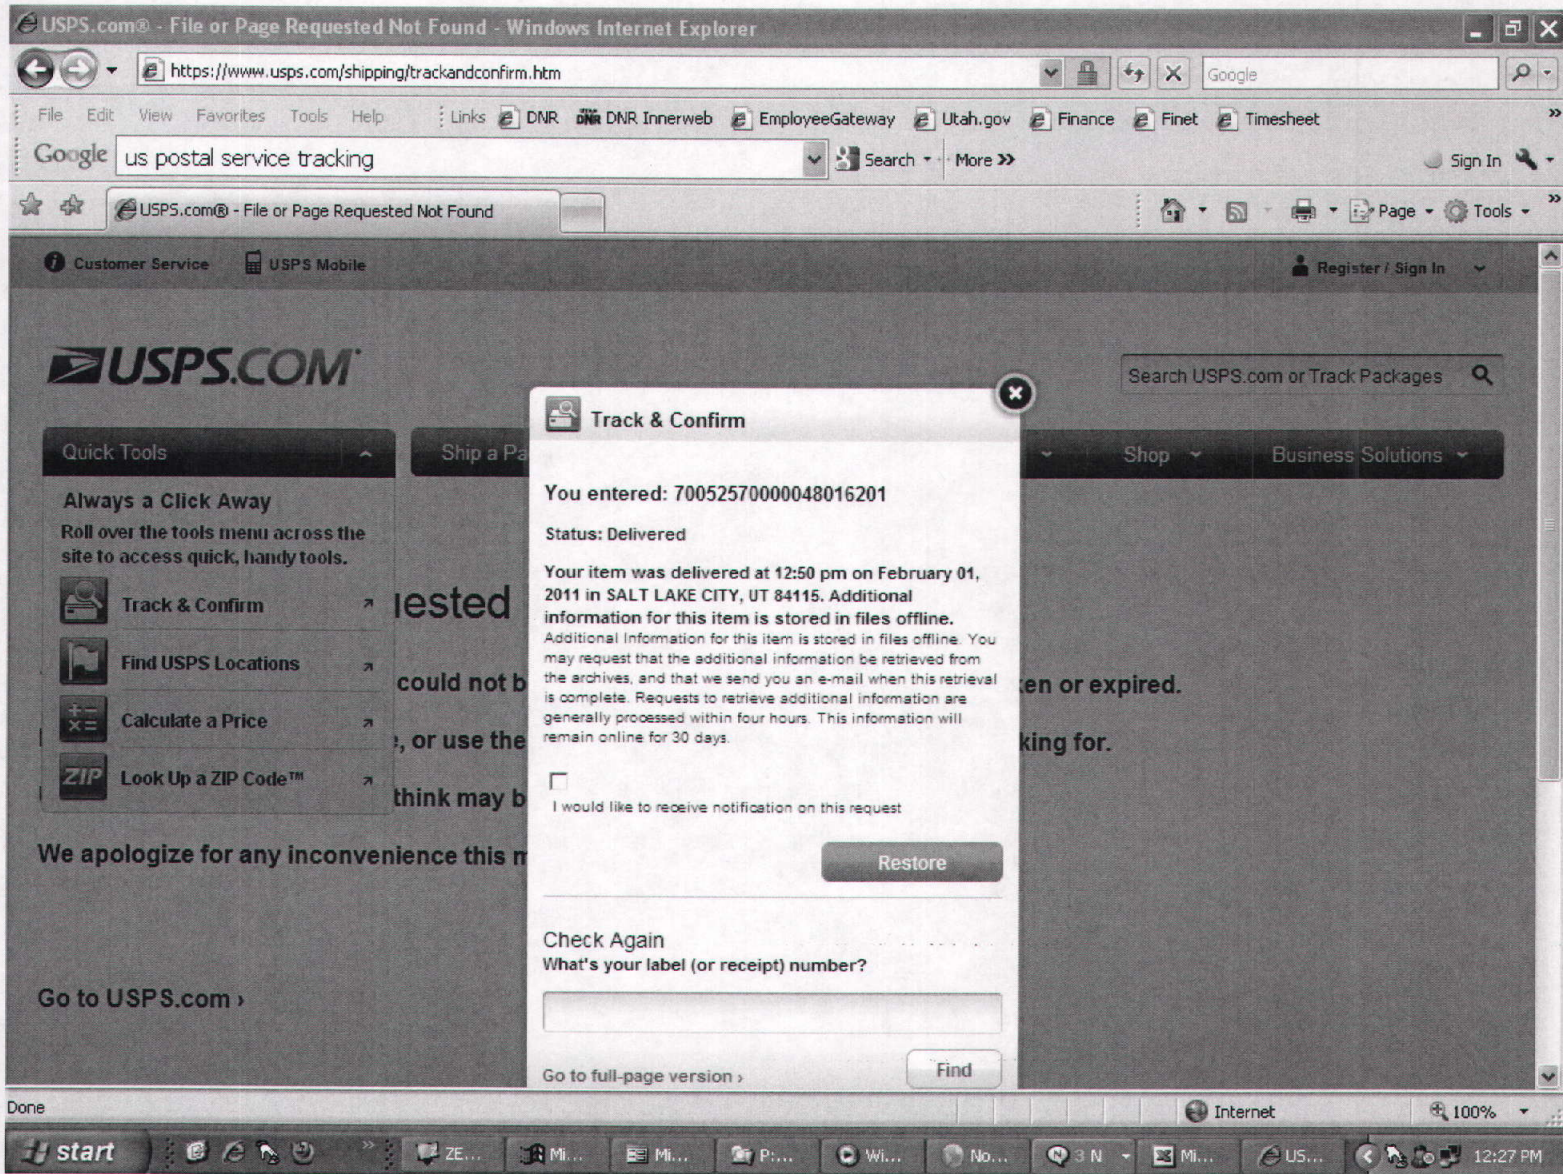 USPS.com® - File or Page Requested Not Found - Windows Internet Explorer
https://www.usps.com/shipping/trackandconfirm.htm
Google
File Edit View Favorites Tools Help Links DNR DNR DNR Innerweb EmployeeGateway Utah.gov Finance Finet Timesheet »
Google us postal service tracking Search More >> Sign In
USPS.com® - File or Page Requested Not Found Page Tools »
Customer Service USPS Mobile Register / Sign In
USPS.COM
Search USPS.com or Track Packages
Quick Tools Ship a Pa Shop Business Solutions
Always a Click Away
Roll over the tools menu across the
site to access quick, handy tools.
Track & Confirm
Find USPS Locations
Calculate a Price
ZIP Look Up a ZIP Code™
iested
could not b en or expired.
, or use the king for.
think may b
We apologize for any inconvenience this m
Go to USPS.com ›
Track & Confirm
You entered: 70052570000048016201
Status: Delivered
Your item was delivered at 12:50 pm on February 01,
2011 in SALT LAKE CITY, UT 84115. Additional
information for this item is stored in files offline.
Additional Information for this item is stored in files offline. You
may request that the additional information be retrieved from
the archives, and that we send you an e-mail when this retrieval
is complete. Requests to retrieve additional information are
generally processed within four hours. This information will
remain online for 30 days.
I would like to receive notification on this request
Restore
Check Again
What's your label (or receipt) number?
Go to full-page version › Find
Done Internet 100%
start » ZE... Mi... Mi... P:... Wi... No... 3 N Mi... US... 12:27 PM